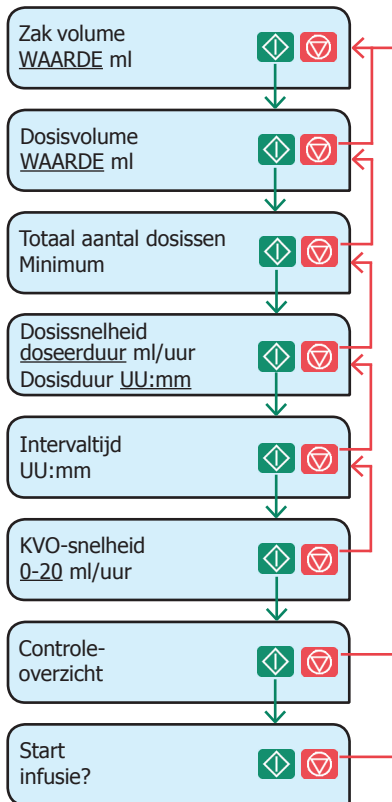 Zak volume
WAARDE ml
Dosisvolume
WAARDE ml
Totaal aantal dosissen
Minimum
Dosissnelheid
doseerduur ml/uur
Dosisduur UU:mm
Intervaltijd
UU:mm
KVO-snelheid
0-20 ml/uur
Controle-
overzicht
Start
infusie?